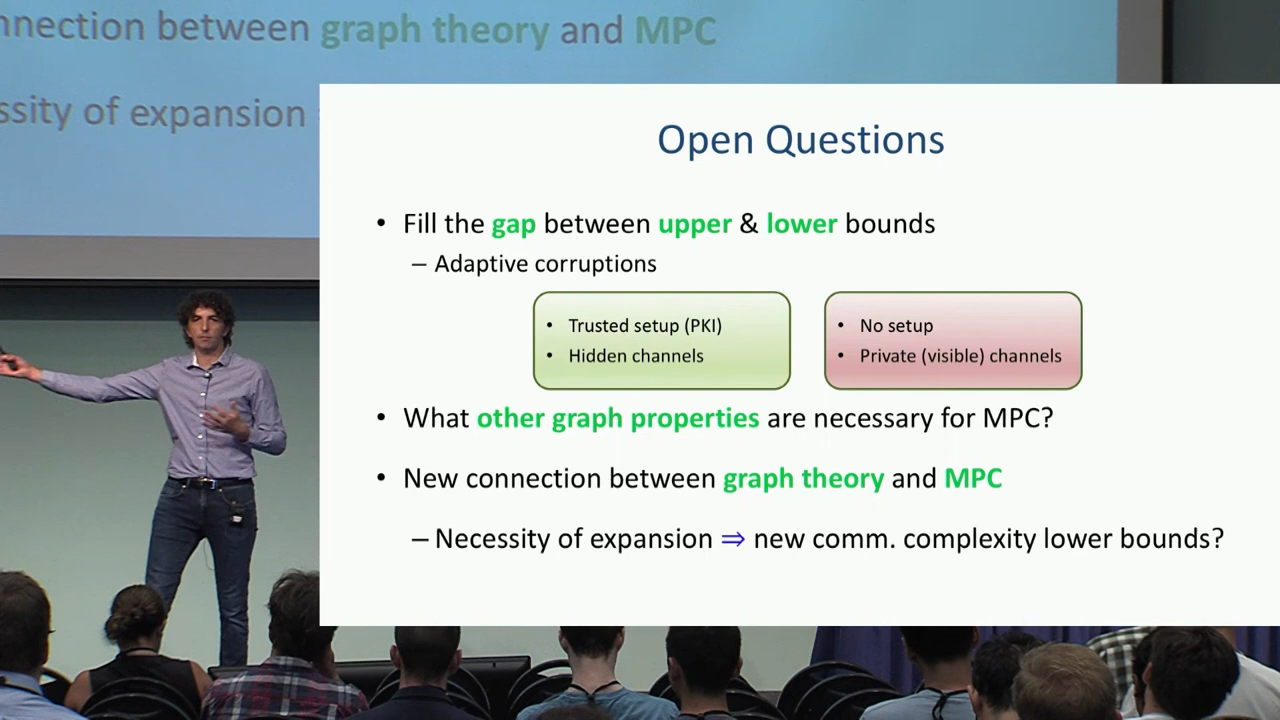 nnection between graph theory and MPC
ssity of expansion
Open Questions
• Fill the gap between upper & lower bounds
– Adaptive corruptions
• Trusted setup (PKI)
• Hidden channels
• No setup
• Private (visible) channels
• What other graph properties are necessary for MPC?
• New connection between graph theory and MPC
– Necessity of expansion ⇒ new comm. complexity lower bounds?